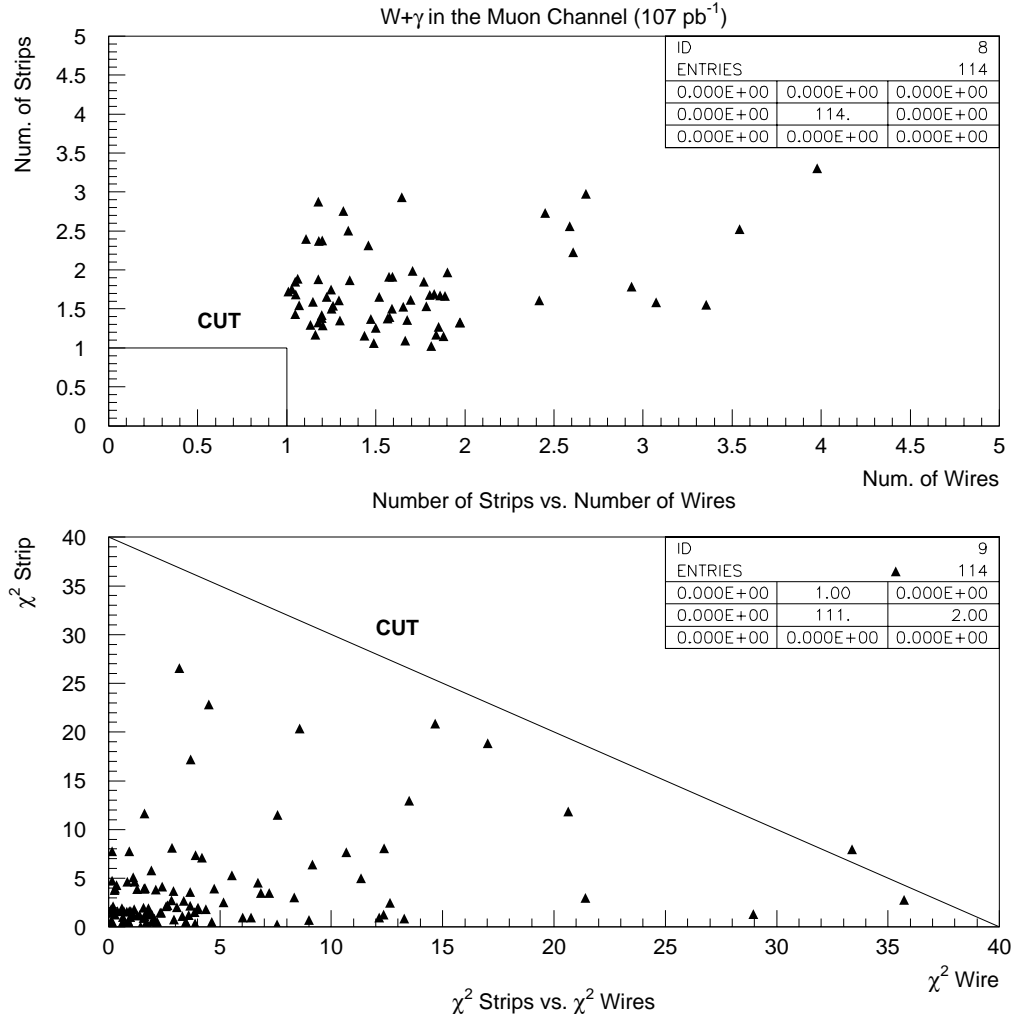 W+γ in the Muon Channel (107 pb⁻¹)
Num. of Strips
5
4.5
4
3.5
3
2.5
2
1.5
1
0.5
0
ID 8
ENTRIES 114
0.000E+00 0.000E+00 0.000E+00
0.000E+00 114. 0.000E+00
0.000E+00 0.000E+00 0.000E+00
CUT
0 0.5 1 1.5 2 2.5 3 3.5 4 4.5 5
Num. of Wires
Number of Strips vs. Number of Wires
χ² Strip
40
35
30
25
20
15
10
5
0
ID 9
ENTRIES 114
0.000E+00 1.00 0.000E+00
0.000E+00 111. 2.00
0.000E+00 0.000E+00 0.000E+00
CUT
0 5 10 15 20 25 30 35 40
χ² Wire
χ² Strips vs. χ² Wires